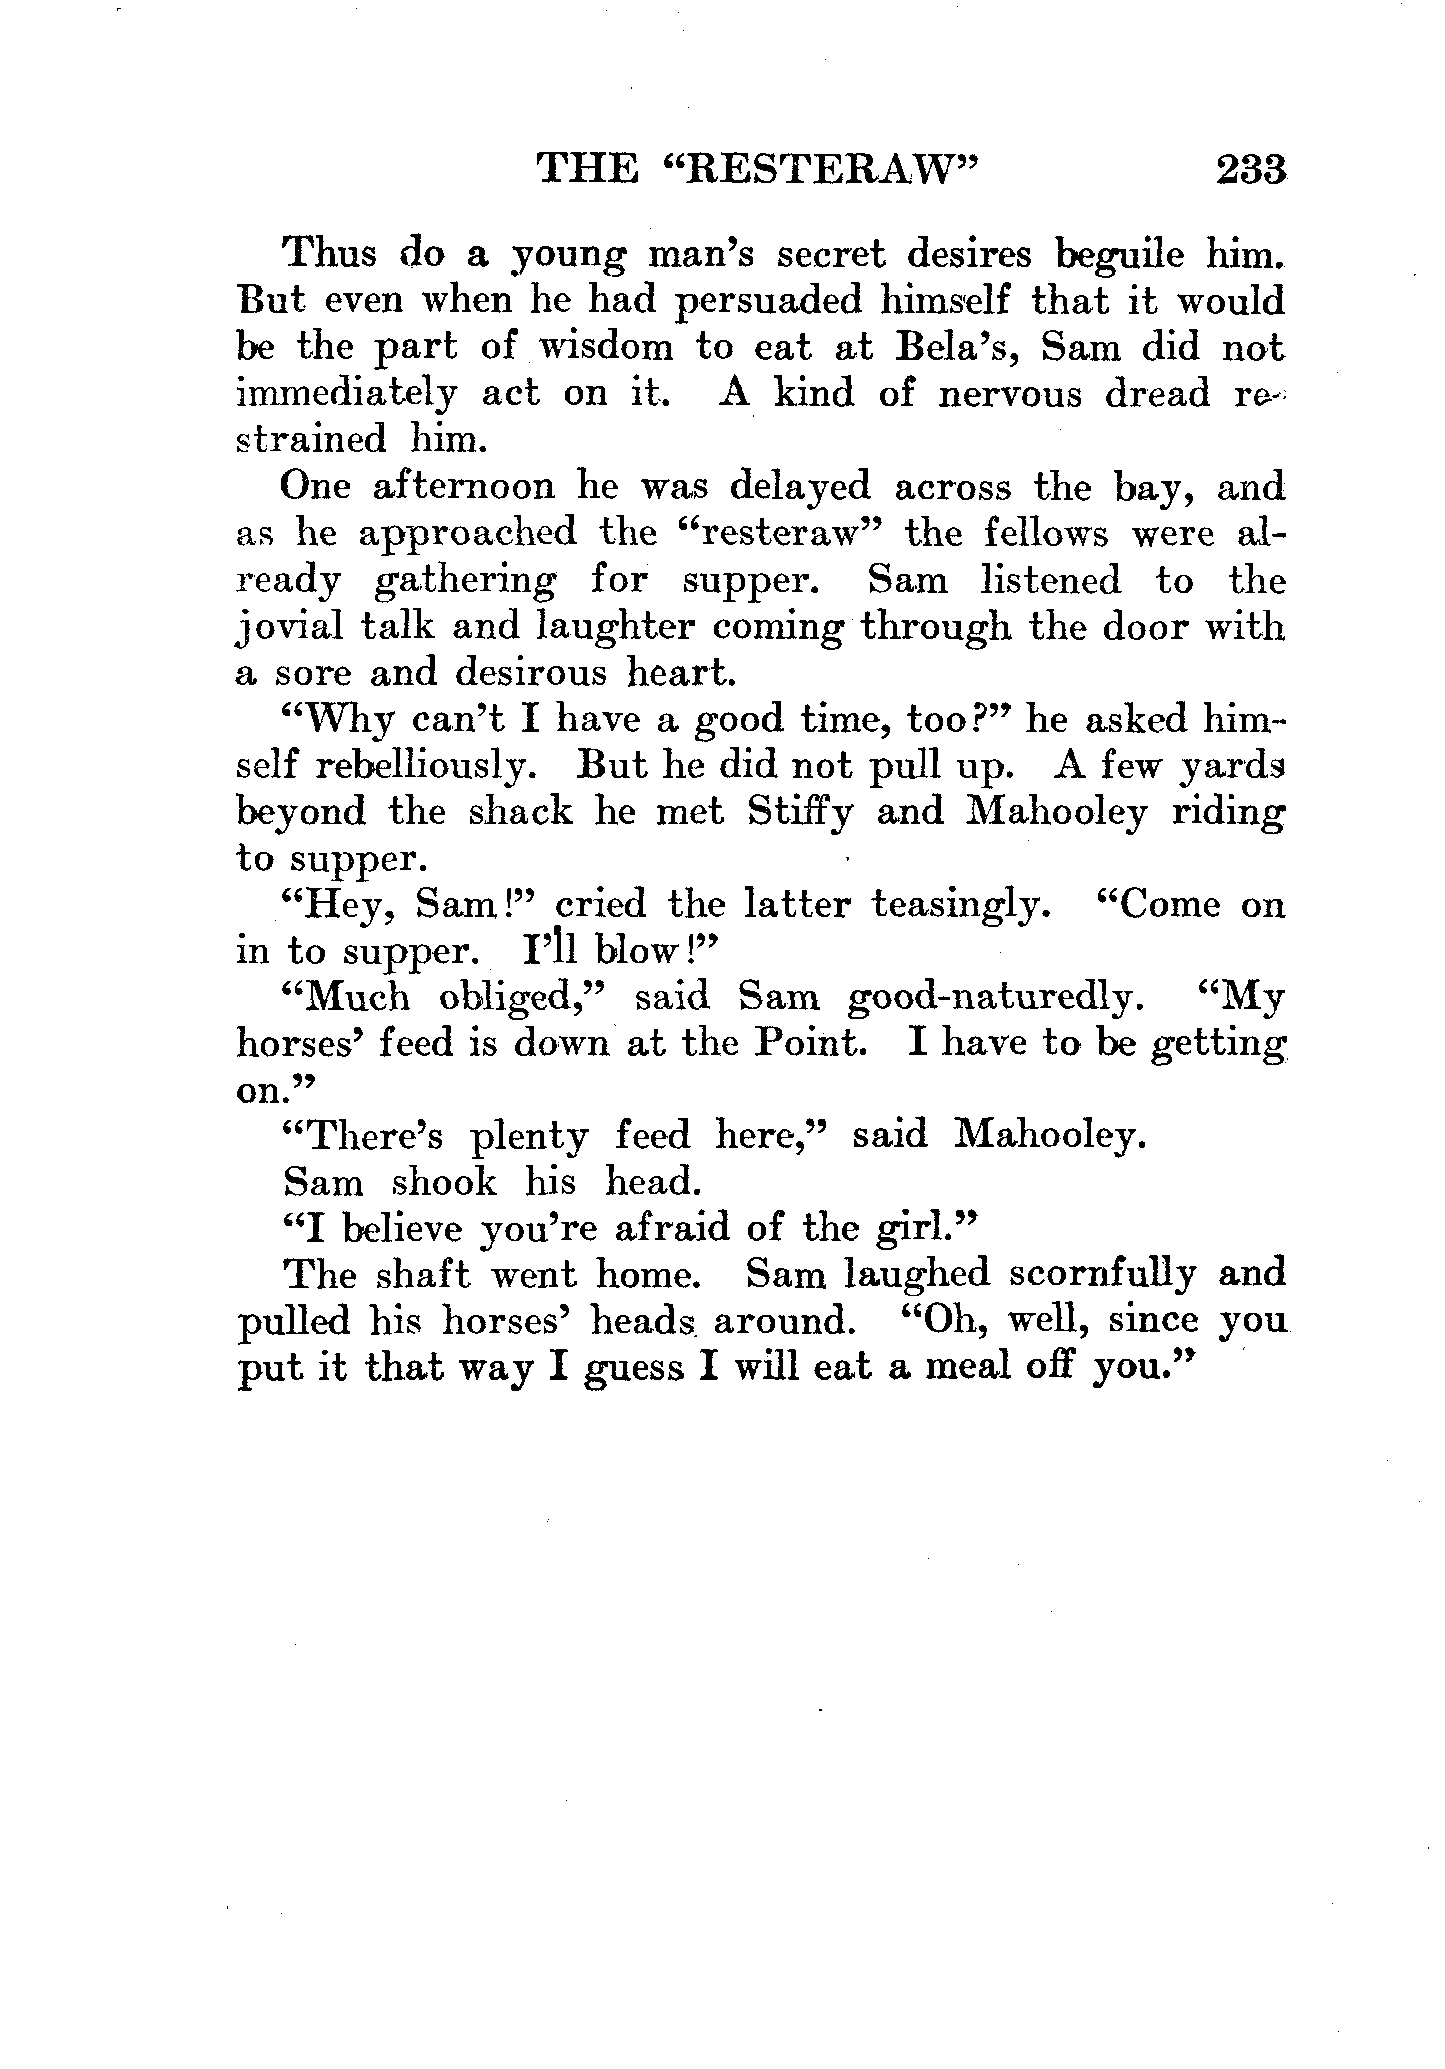 THE “RESTERAW” 233
Thus do a young man’s secret desires beguile him.
But even when he had persuaded himself that it would
be the part of wisdom to eat at Bela’s, Sam did not
immediately act on it. A kind of nervous dread re-
strained him.
One afternoon he was delayed across the bay, and
as he approached the “resteraw” the fellows were al-
ready gathering for supper. Sam listened to the
jovial talk and laughter coming through the door with
a sore and desirous heart.
“Why can’t I have a good time, too?” he asked him-
self rebelliously. But he did not pull up. A few yards
beyond the shack he met Stiffy and Mahooley riding
to supper.
“Hey, Sam!” cried the latter teasingly. “Come on
in to supper. I’ll blow!”
“Much obliged,” said Sam good-naturedly. “My
horses’ feed is down at the Point. I have to be getting
on.”
“There’s plenty feed here,” said Mahooley.
Sam shook his head.
“I believe you’re afraid of the girl.”
The shaft went home. Sam laughed scornfully and
pulled his horses’ heads around. “Oh, well, since you
put it that way I guess I will eat a meal off you.”